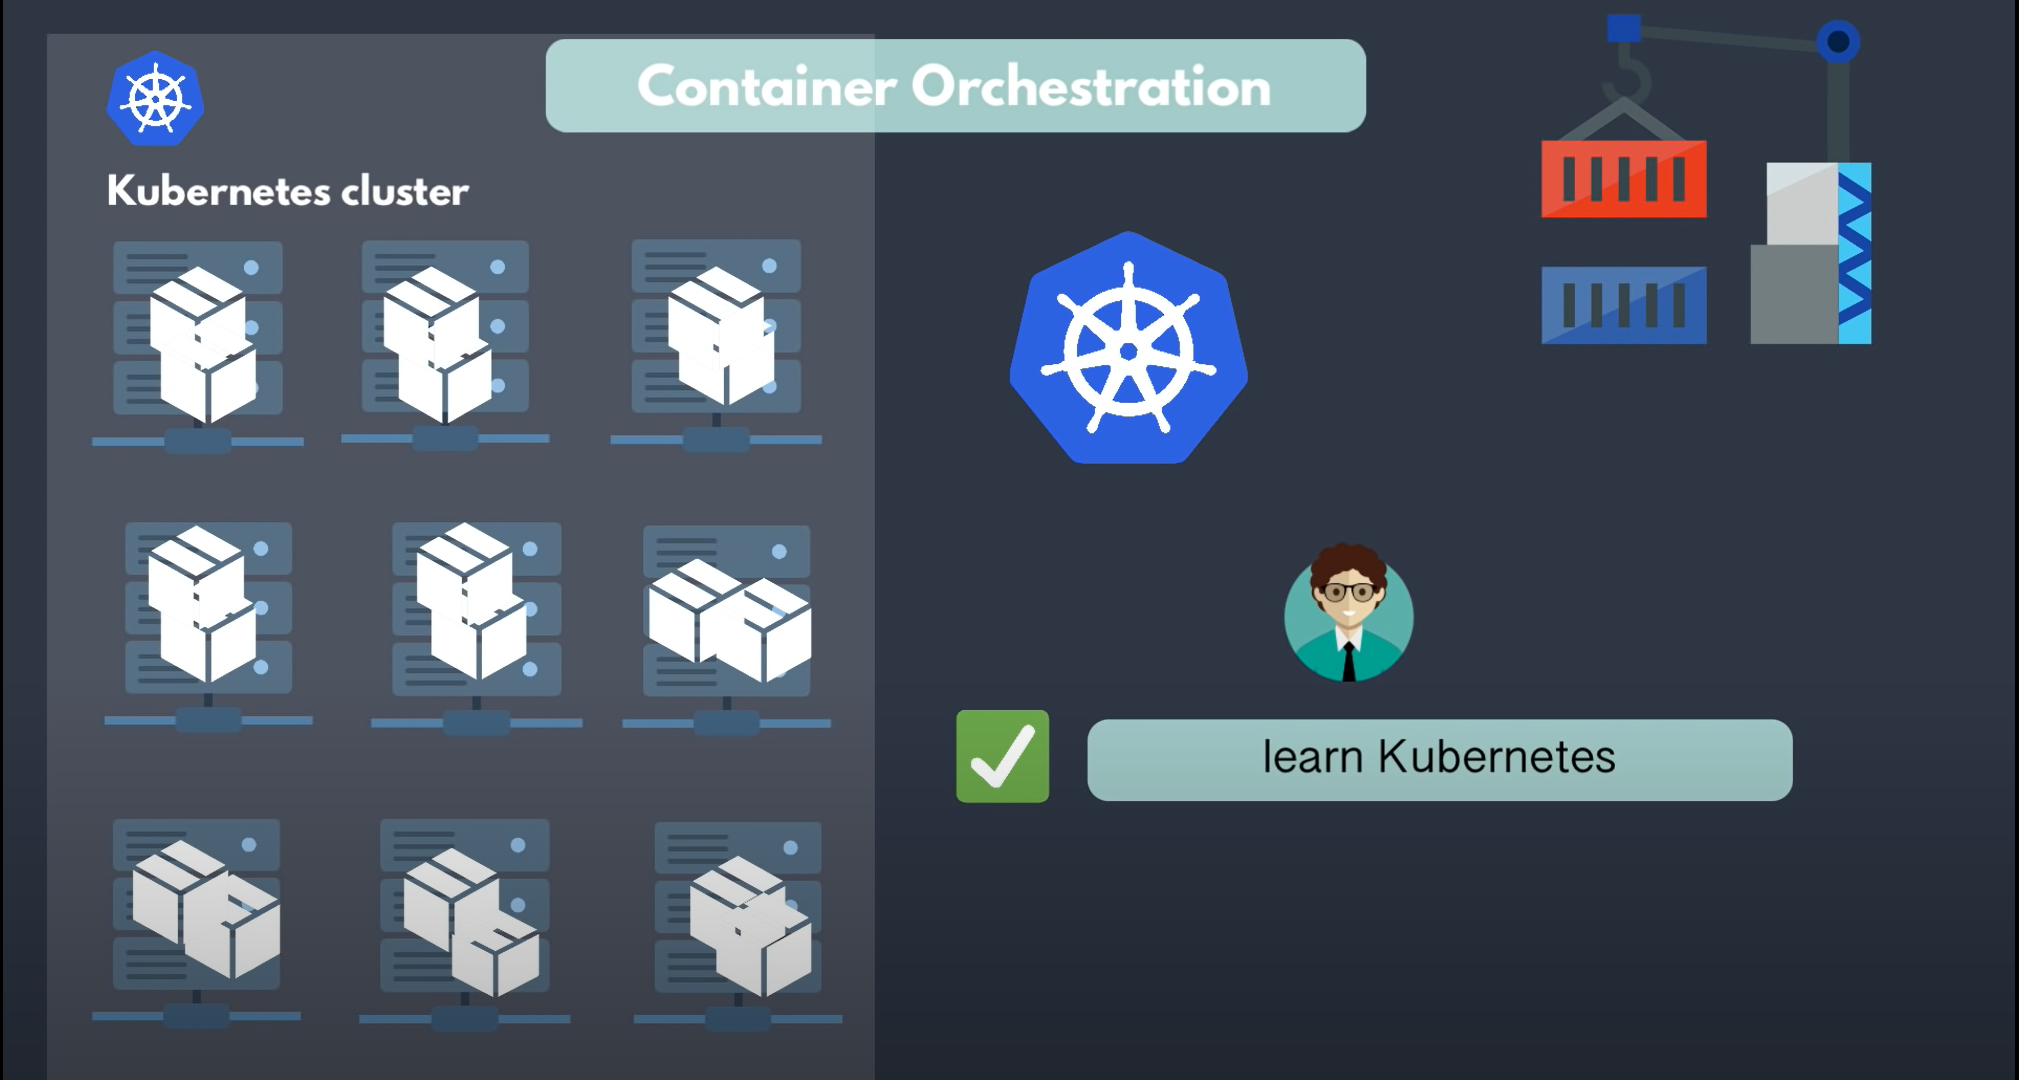 Container Orchestration
Kubernetes cluster
learn Kubernetes